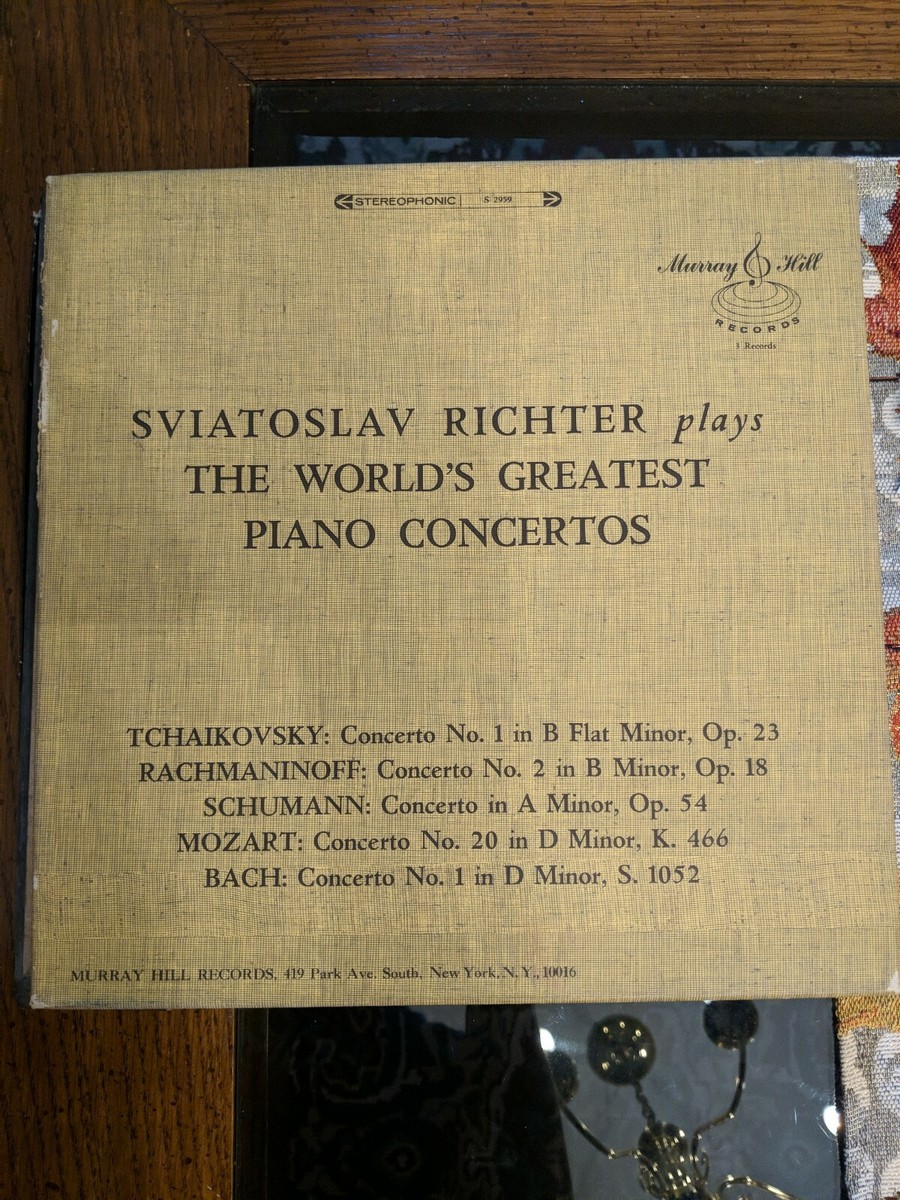 STEREOPHONIC S 2959
Murray Hill
RECORDS
3 Records
SVIATOSLAV RICHTER plays
THE WORLD'S GREATEST
PIANO CONCERTOS
TCHAIKOVSKY: Concerto No. 1 in B Flat Minor, Op. 23
RACHMANINOFF: Concerto No. 2 in B Minor, Op. 18
SCHUMANN: Concerto in A Minor, Op. 54
MOZART: Concerto No. 20 in D Minor, K. 466
BACH: Concerto No. 1 in D Minor, S. 1052
MURRAY HILL RECORDS, 419 Park Ave. South, New York, N. Y., 10016